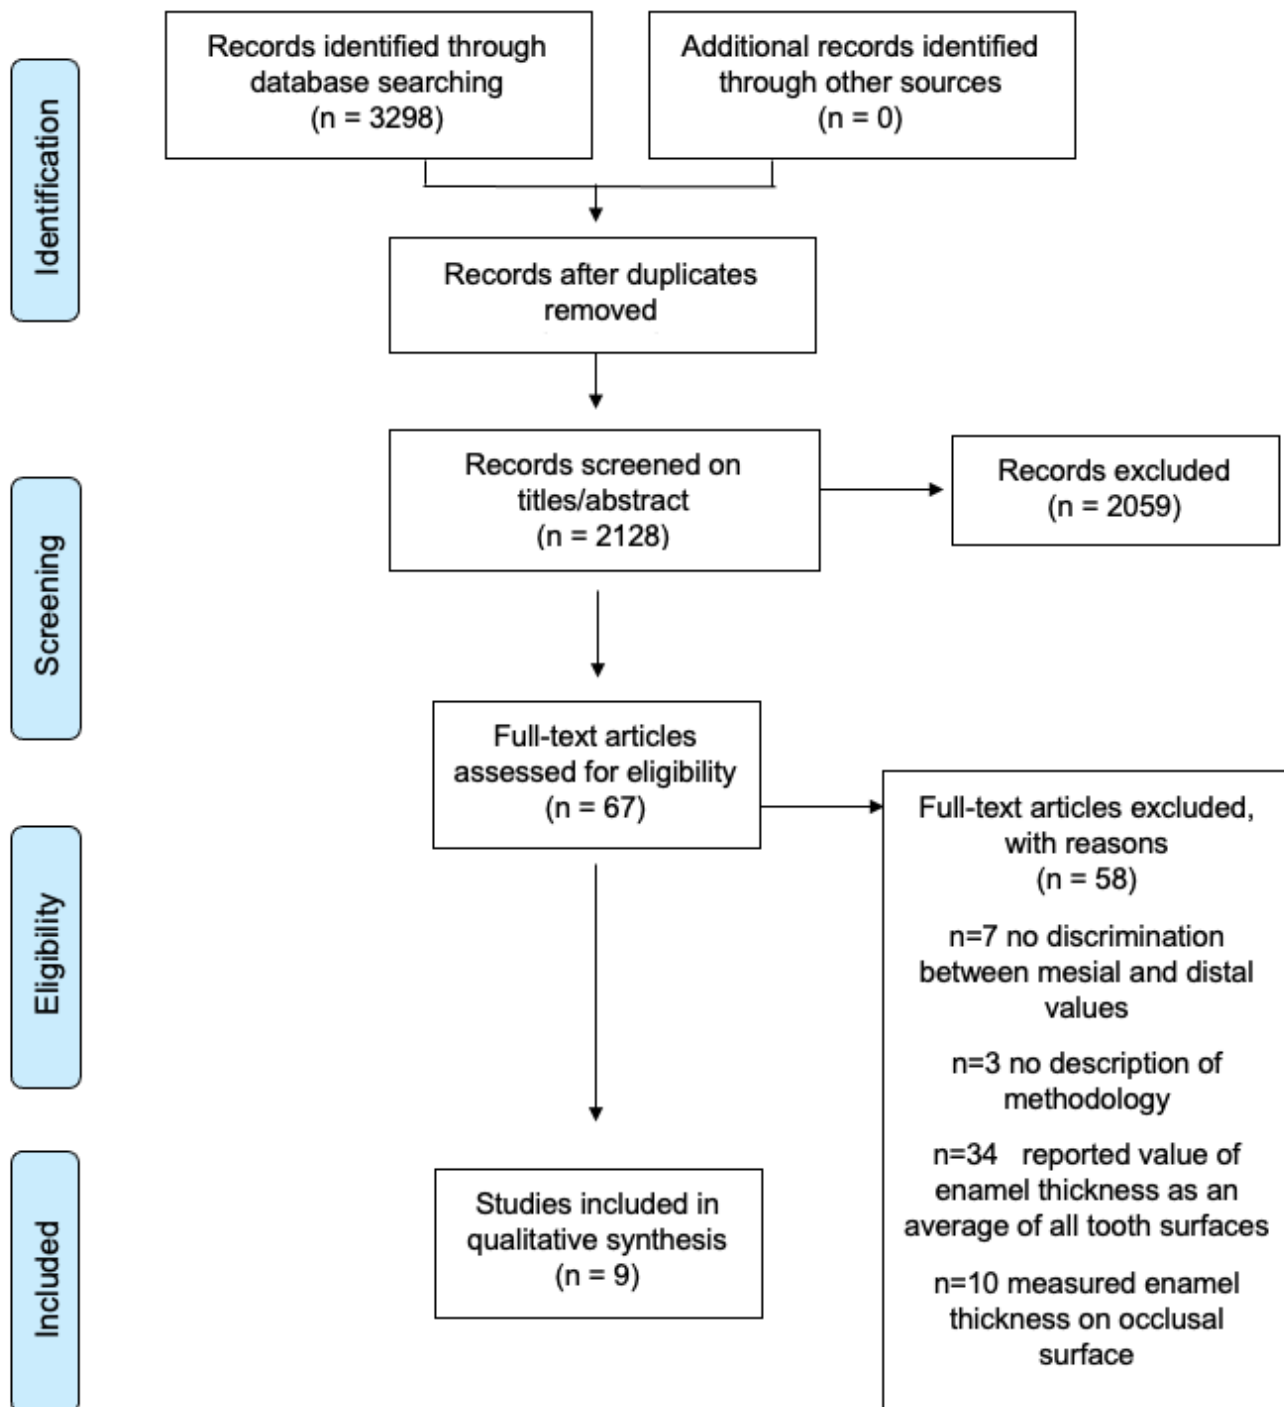 Identification
Records identified through
database searching
(n = 3298)
Additional records identified
through other sources
(n = 0)
Records after duplicates
removed
Screening
Records screened on
titles/abstract
(n = 2128)
Records excluded
(n = 2059)
Eligibility
Full-text articles
assessed for eligibility
(n = 67)
Full-text articles excluded,
with reasons
(n = 58)
n=7 no discrimination
between mesial and distal
values
n=3 no description of
methodology
n=34 reported value of
enamel thickness as an
average of all tooth surfaces
n=10 measured enamel
thickness on occlusal
surface
Included
Studies included in
qualitative synthesis
(n = 9)